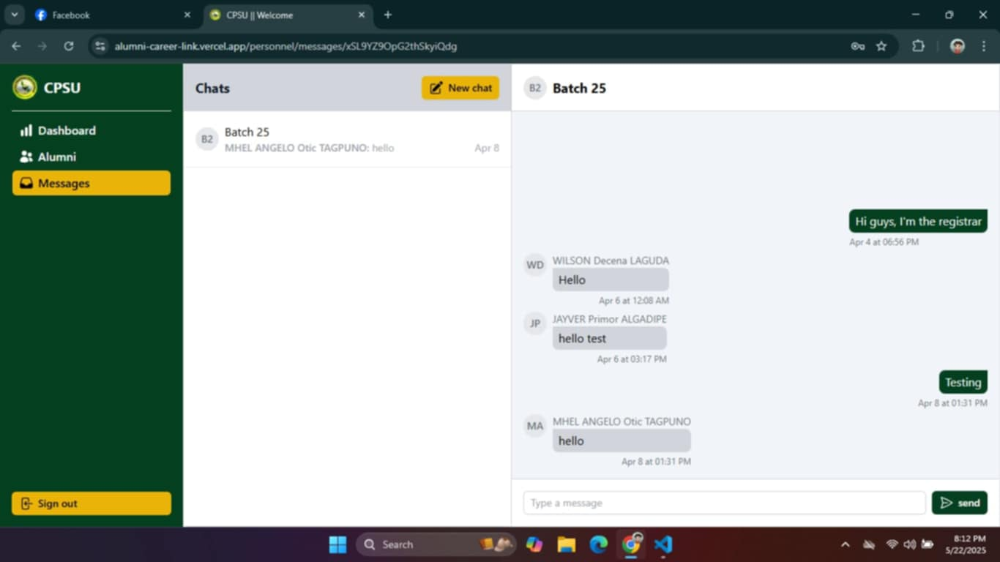 Facebook
CPSU || Welcome
alumni-career-link.vercel.app/personnel/messages/xSL9YZ9OpG2thSkyiQdg
CPSU
Dashboard
Alumni
Messages
Sign out
Chats
New chat
B2
Batch 25
MHEL ANGELO Otic TAGPUNO: hello
Apr 8
B2
Batch 25
Hi guys, I'm the registrar
Apr 4 at 06:56 PM
WD
WILSON Decena LAGUDA
Hello
Apr 6 at 12:08 AM
JP
JAYVER Primor ALGADIPE
hello test
Apr 6 at 03:17 PM
Testing
Apr 8 at 01:31 PM
MA
MHEL ANGELO Otic TAGPUNO
hello
Apr 8 at 01:31 PM
Type a message
send
Search
8:12 PM
5/22/2025